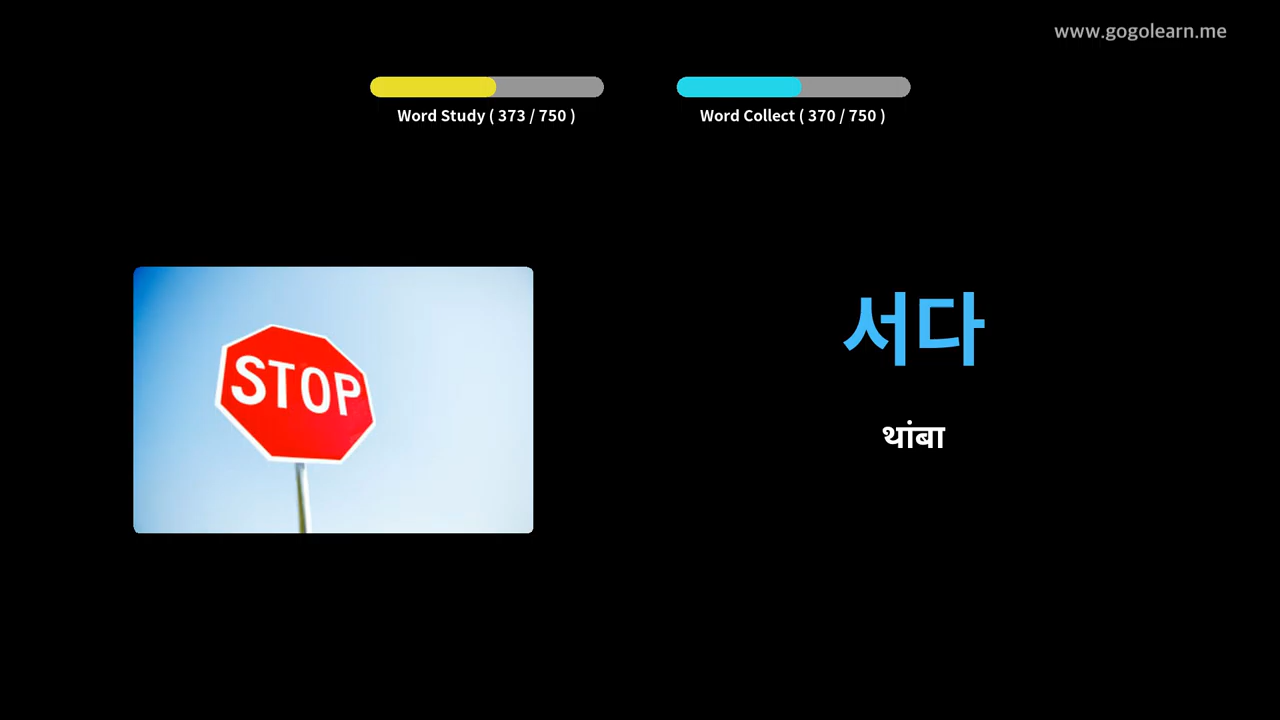 www.gogolearn.me
Word Study ( 373 / 750 )
Word Collect ( 370 / 750 )
STOP
서다
थांबा